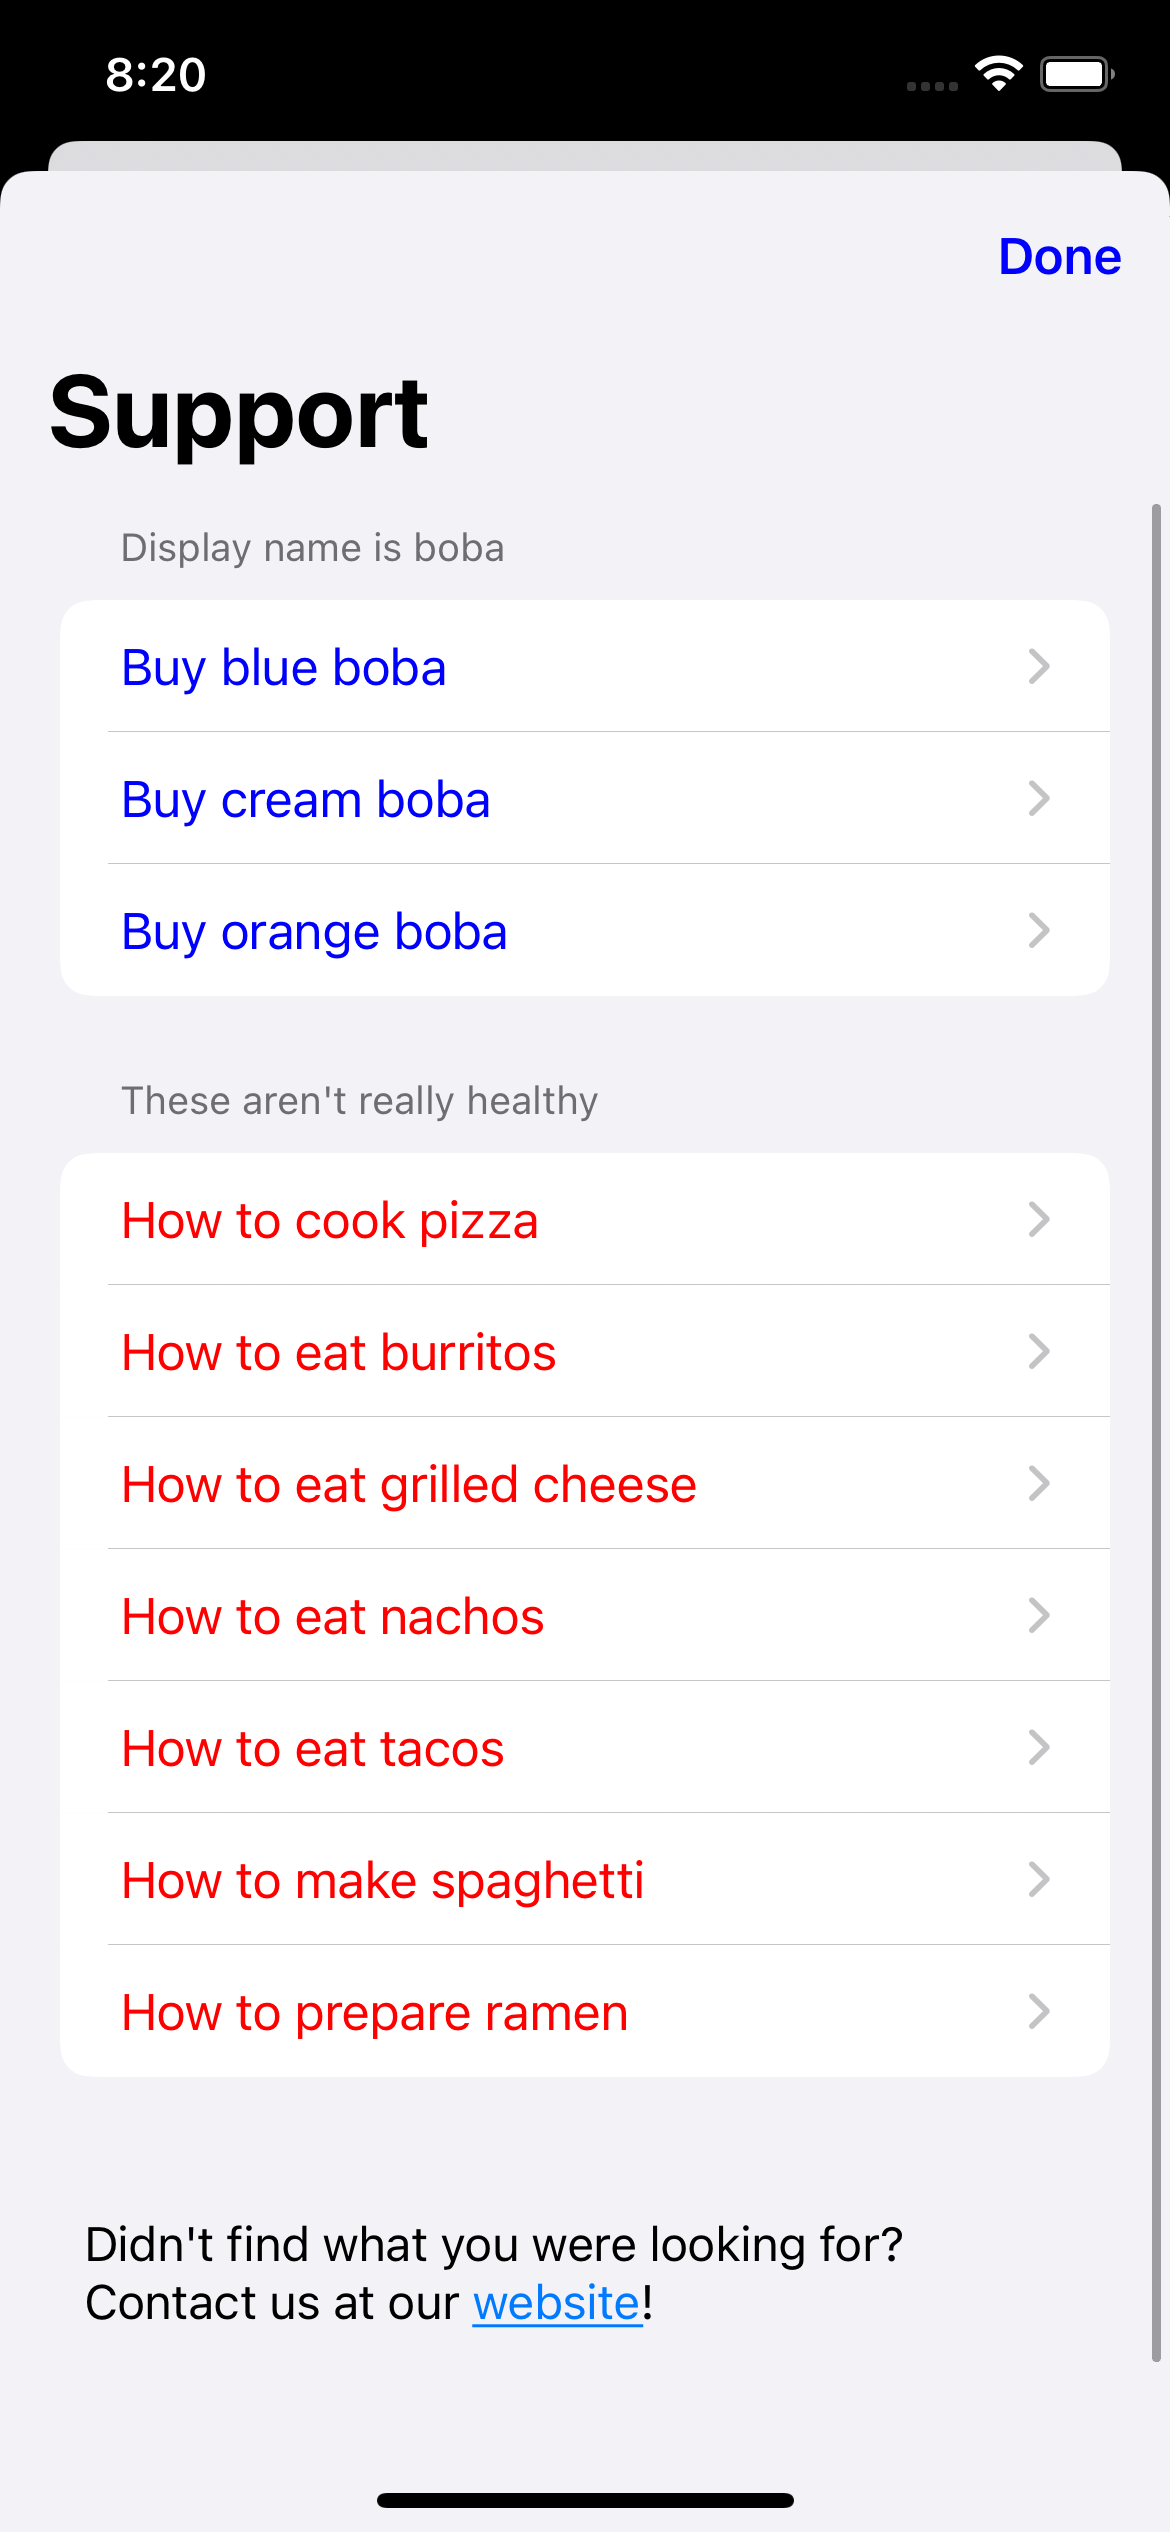 8:20
Done
Support
Display name is boba
Buy blue boba
Buy cream boba
Buy orange boba
These aren't really healthy
How to cook pizza
How to eat burritos
How to eat grilled cheese
How to eat nachos
How to eat tacos
How to make spaghetti
How to prepare ramen
Didn't find what you were looking for?
Contact us at our website!